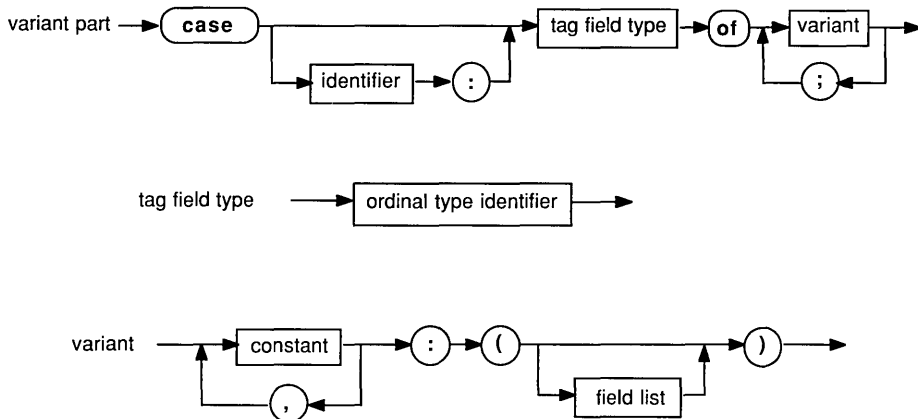 variant part case tag field type of variant
identifier : ;
tag field type ordinal type identifier
variant constant : ( )
, field list